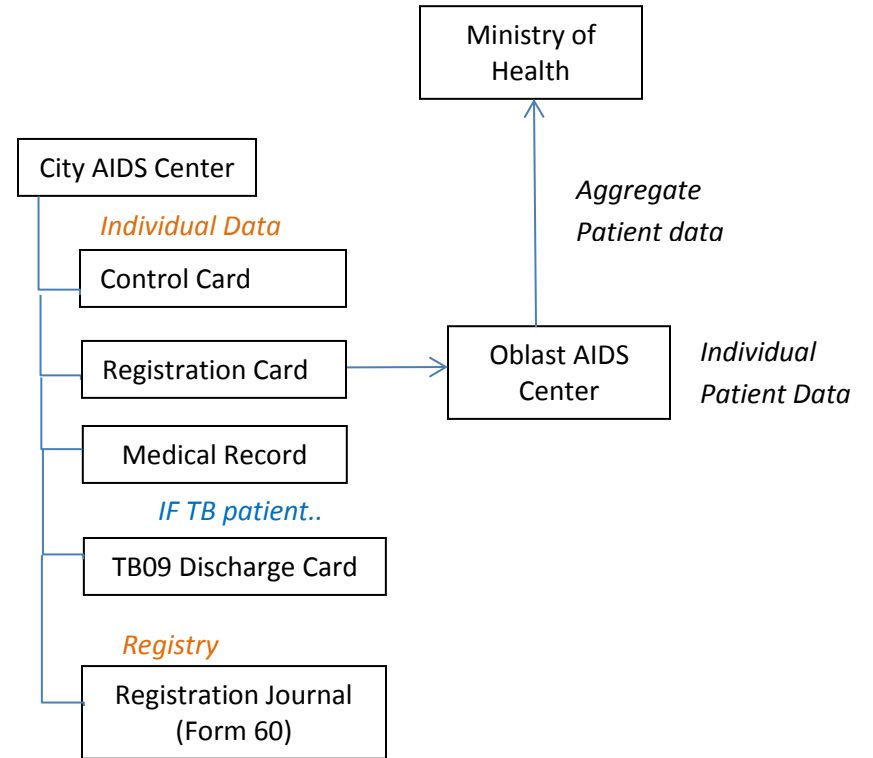 Ministry of
Health
City AIDS Center
Aggregate
Patient data
Individual Data
Control Card
Registration Card
Oblast AIDS
Center
Individual
Patient Data
Medical Record
IF TB patient..
TB09 Discharge Card
Registry
Registration Journal
(Form 60)